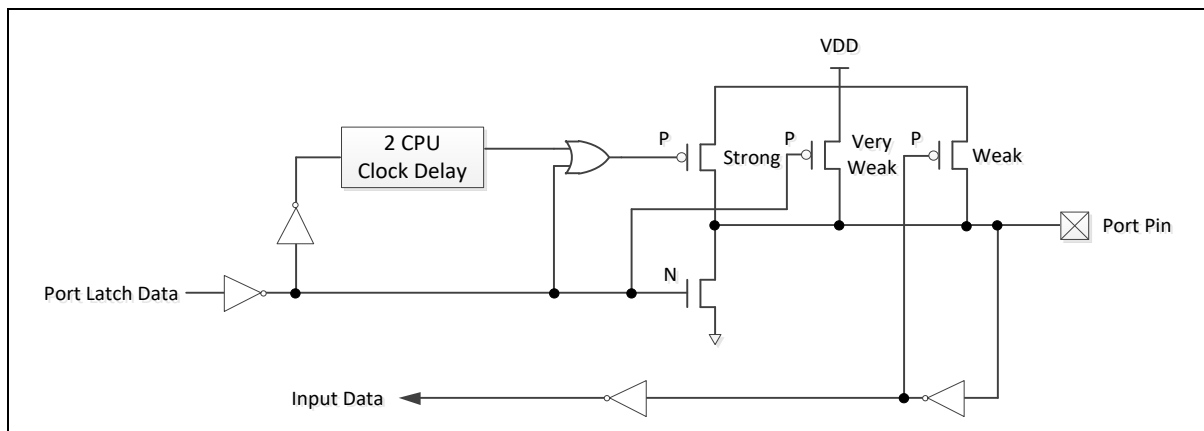 VDD
2 CPU
Clock Delay
P
Strong
P
Very
Weak
P
Weak
Port Pin
N
Port Latch Data
Input Data